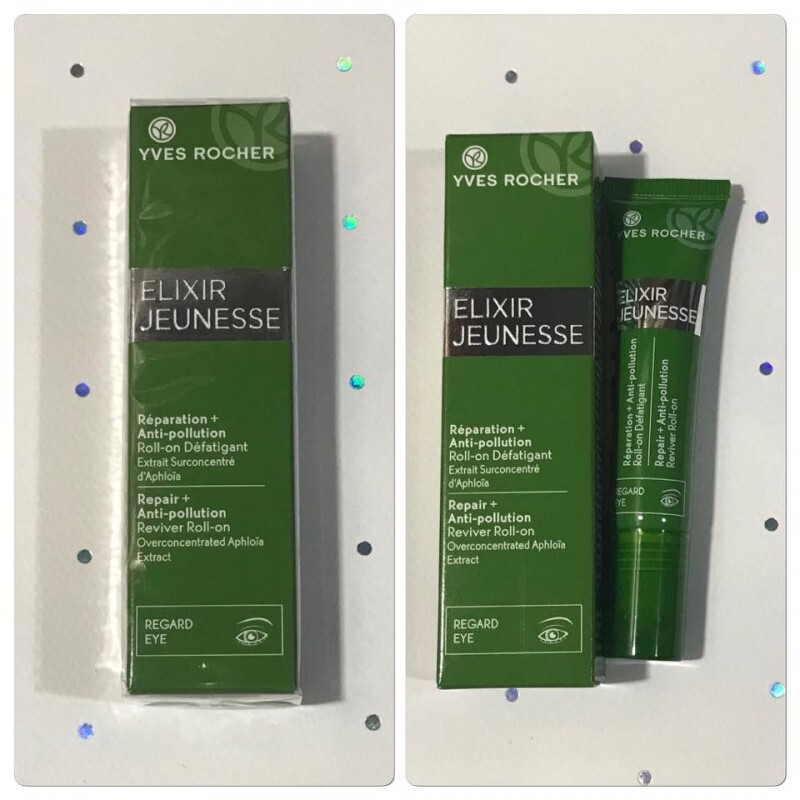 YVES ROCHER
ELIXIR
JEUNESSE
Réparation +
Anti-pollution
Roll-on Défatigant
Extrait Surconcentré
d'Aphloïa
Repair +
Anti-pollution
Reviver Roll-on
Overconcentrated Aphloïa
Extract
REGARD
EYE
YVES ROCHER
ELIXIR
JEUNESSE
Réparation +
Anti-pollution
Roll-on Défatigant
Extrait Surconcentré
d'Aphloïa
Repair +
Anti-pollution
Reviver Roll-on
Overconcentrated Aphloïa
Extract
REGARD
EYE
YVES ROCHER
ELIXIR
JEUNESSE
Réparation + Anti-pollution
Roll-on Défatigant
Repair + Anti-pollution
Reviver Roll-on
REGARD
EYE